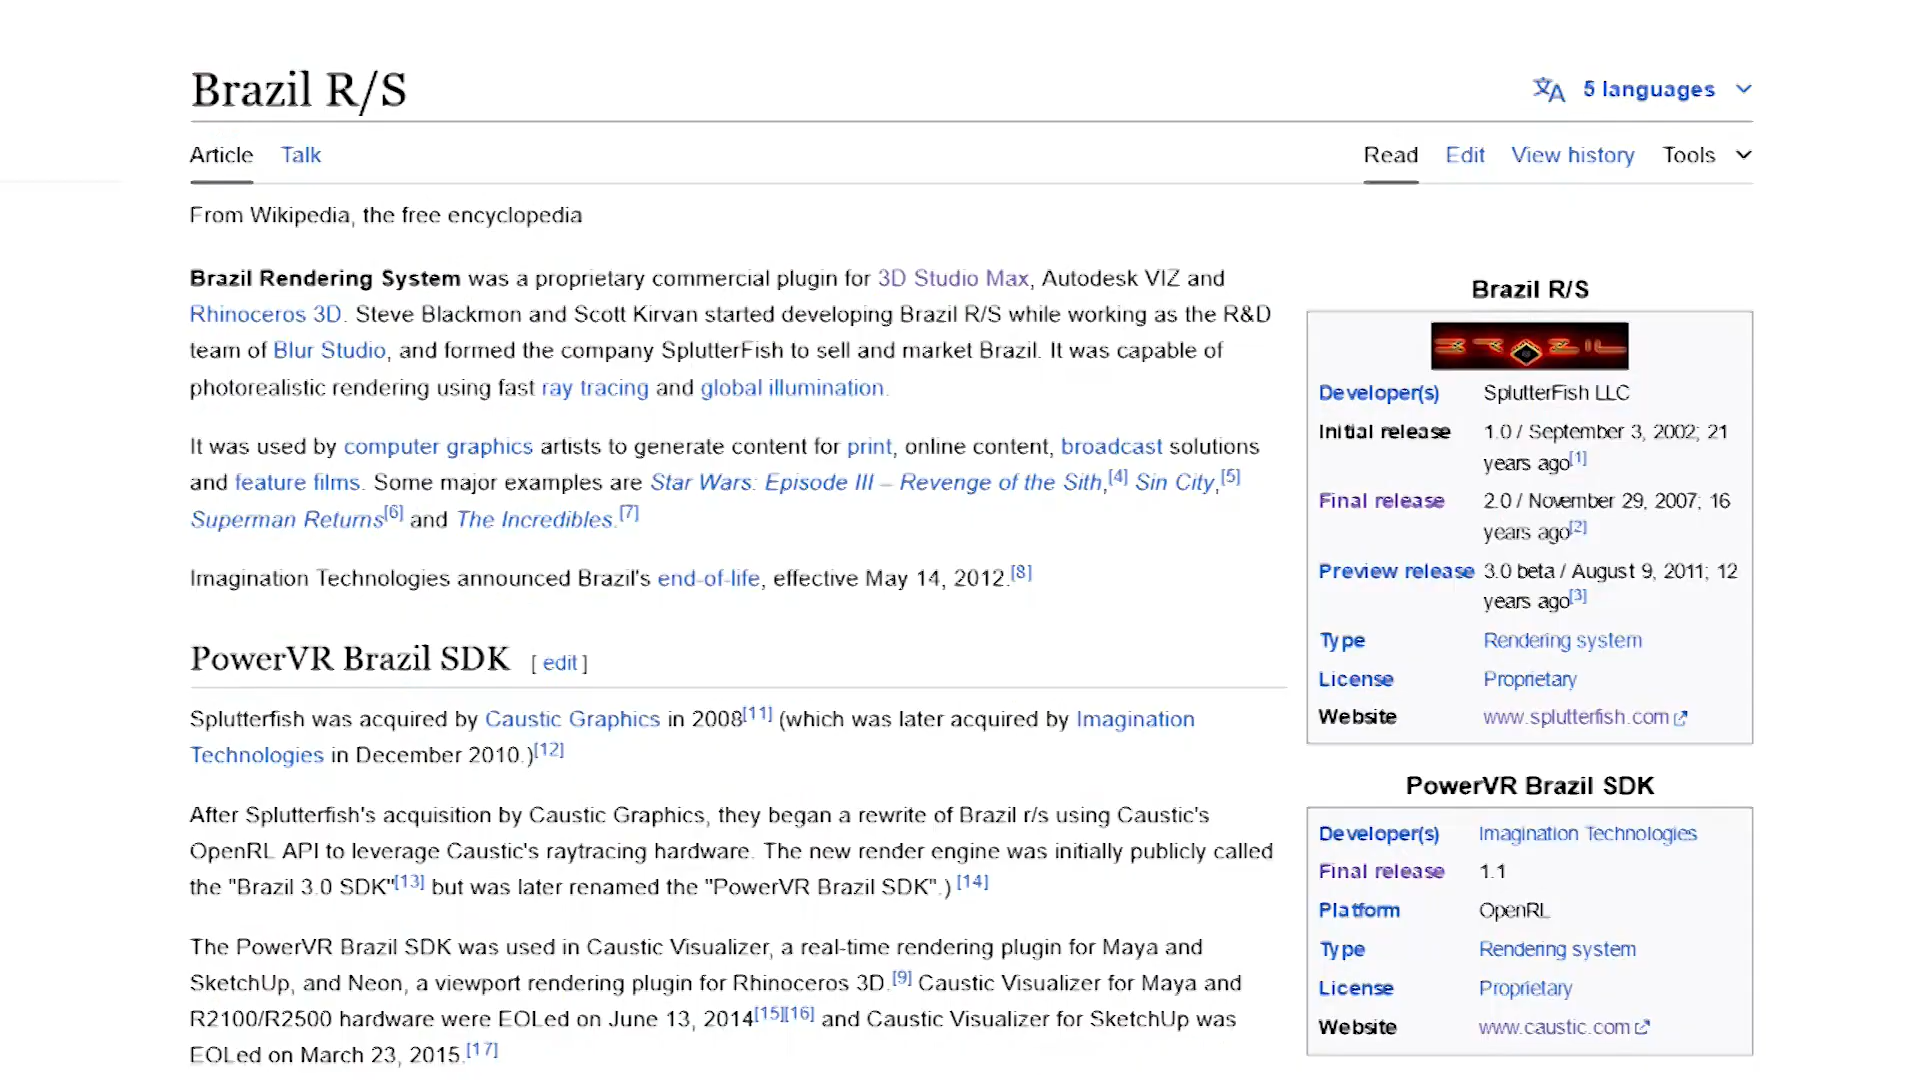 Brazil R/S
5 languages
Article Talk
Read Edit View history Tools
From Wikipedia, the free encyclopedia
Brazil Rendering System was a proprietary commercial plugin for 3D Studio Max, Autodesk VIZ and
Rhinoceros 3D. Steve Blackmon and Scott Kirvan started developing Brazil R/S while working as the R&D
team of Blur Studio, and formed the company SplutterFish to sell and market Brazil. It was capable of
photorealistic rendering using fast ray tracing and global illumination.
It was used by computer graphics artists to generate content for print, online content, broadcast solutions
and feature films. Some major examples are Star Wars: Episode III – Revenge of the Sith,[4] Sin City,[5]
Superman Returns[6] and The Incredibles.[7]
Imagination Technologies announced Brazil's end-of-life, effective May 14, 2012.[8]
PowerVR Brazil SDK [ edit ]
Splutterfish was acquired by Caustic Graphics in 2008[11] (which was later acquired by Imagination
Technologies in December 2010.)[12]
After Splutterfish's acquisition by Caustic Graphics, they began a rewrite of Brazil r/s using Caustic's
OpenRL API to leverage Caustic's raytracing hardware. The new render engine was initially publicly called
the "Brazil 3.0 SDK"[13] but was later renamed the "PowerVR Brazil SDK".) [14]
The PowerVR Brazil SDK was used in Caustic Visualizer, a real-time rendering plugin for Maya and
SketchUp, and Neon, a viewport rendering plugin for Rhinoceros 3D.[9] Caustic Visualizer for Maya and
R2100/R2500 hardware were EOLed on June 13, 2014[15][16] and Caustic Visualizer for SketchUp was
EOLed on March 23, 2015.[17]
Brazil R/S
BRAZIL
Developer(s) SplutterFish LLC
Initial release 1.0 / September 3, 2002; 21
years ago[1]
Final release 2.0 / November 29, 2007; 16
years ago[2]
Preview release 3.0 beta / August 9, 2011; 12
years ago[3]
Type Rendering system
License Proprietary
Website www.splutterfish.com
PowerVR Brazil SDK
Developer(s) Imagination Technologies
Final release 1.1
Platform OpenRL
Type Rendering system
License Proprietary
Website www.caustic.com